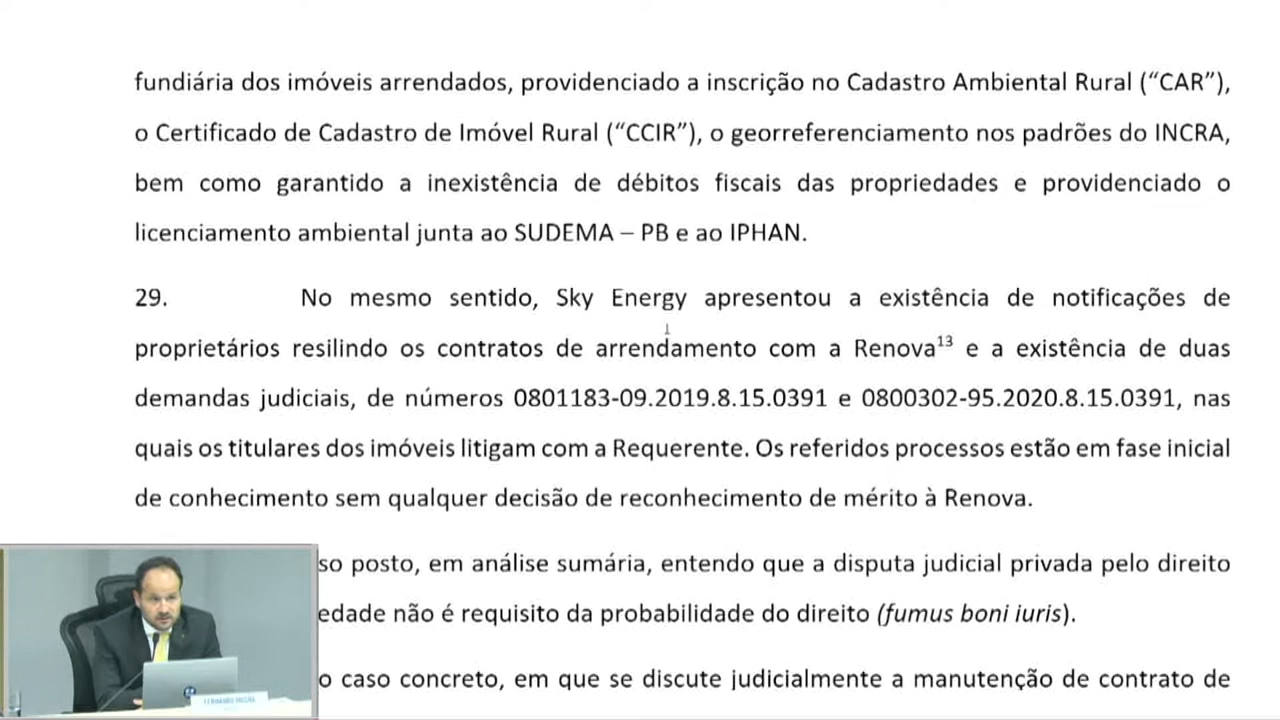 fundiária dos imóveis arrendados, providenciado a inscrição no Cadastro Ambiental Rural (“CAR”),
o Certificado de Cadastro de Imóvel Rural (“CCIR”), o georreferenciamento nos padrões do INCRA,
bem como garantido a inexistência de débitos fiscais das propriedades e providenciado o
licenciamento ambiental junta ao SUDEMA – PB e ao IPHAN.
29. No mesmo sentido, Sky Energy apresentou a existência de notificações de
proprietários resilindo os contratos de arrendamento com a Renova13 e a existência de duas
demandas judiciais, de números 0801183-09.2019.8.15.0391 e 0800302-95.2020.8.15.0391, nas
quais os titulares dos imóveis litigam com a Requerente. Os referidos processos estão em fase inicial
de conhecimento sem qualquer decisão de reconhecimento de mérito à Renova.
so posto, em análise sumária, entendo que a disputa judicial privada pelo direito
edade não é requisito da probabilidade do direito (fumus boni iuris).
o caso concreto, em que se discute judicialmente a manutenção de contrato de